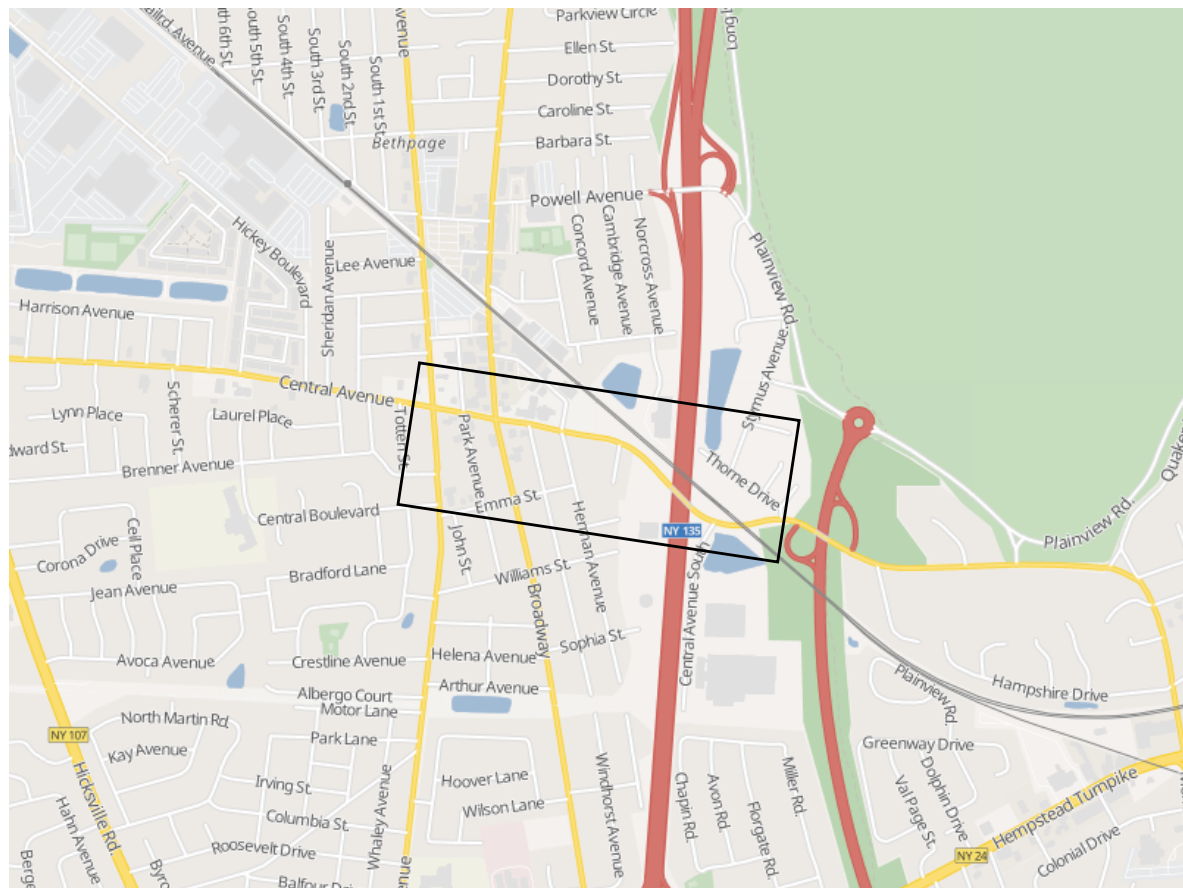 Parkview Circle
long
Ellen St.
Dorothy St.
Caroline St.
Barbara St.
South 5th St.
South 4th St.
South 3rd St.
South 2nd St.
South 1st St.
Avenue
Bethpage
Powell Avenue
Norcross Avenue
Cambridge Avenue
Concord Avenue
Plainview Rd.
Hickey Boulevard
Sheridan Avenue
Lee Avenue
Harrison Avenue
Central Avenue
Stymus Avenue
Lynn Place
Scherer St.
Laurel Place
Totten St.
Park Avenue
Brenner Avenue
Thorne Drive
Emma St.
Central Boulevard
Herman Avenue
NY 135
Plainview Rd.
Ceil Place
Corona Drive
John St.
Bradford Lane
Williams St.
Jean Avenue
Broadway
Central Avenue South
Sophia St.
Avoca Avenue
Crestline Avenue
Helena Avenue
Arthur Avenue
Albergo Court
Motor Lane
Hampshire Drive
Plainview Rd.
North Martin Rd.
NY 107
Kay Avenue
Park Lane
Greenway Drive
Hicksville Rd.
Irving St.
Hoover Lane
Wilson Lane
Windhorst Avenue
Chapin Rd.
Avon Rd.
Florgate Rd.
Miller Rd.
Val Page St.
Dolphin Drive
Hempstead Turnpike
Hahn Avenue
Columbia St.
Whaley Avenue
Roosevelt Drive
NY 24
Colonial Drive
Avenue